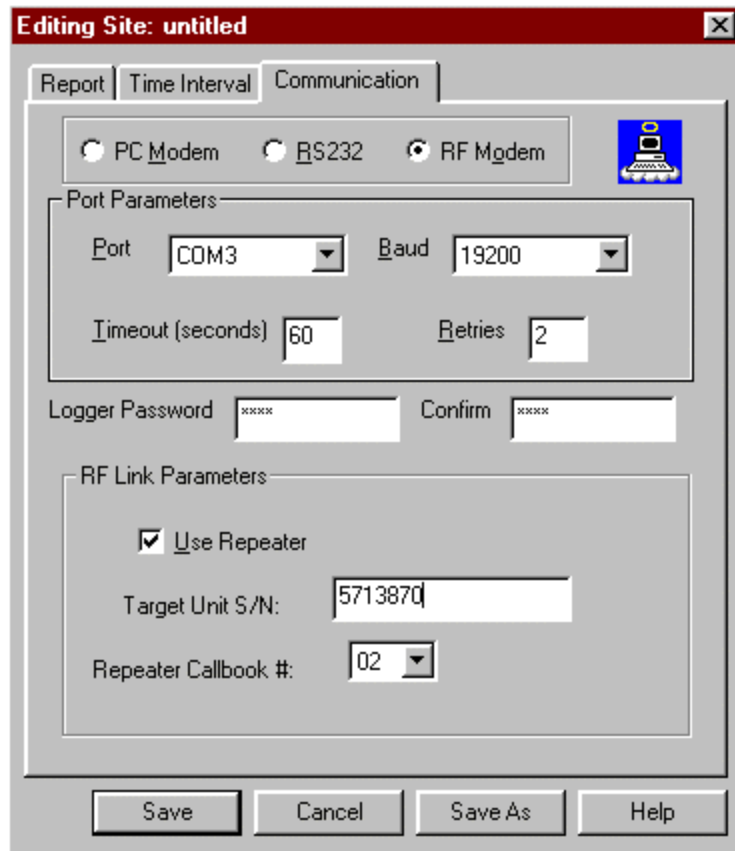 Editing Site: untitled
Report Time Interval Communication
PC Modem RS232 RF Modem
Port Parameters
Port COM3 Baud 19200
Timeout (seconds) 60 Retries 2
Logger Password **** Confirm ****
RF Link Parameters
Use Repeater
Target Unit S/N: 5713870
Repeater Callbook #: 02
Save Cancel Save As Help